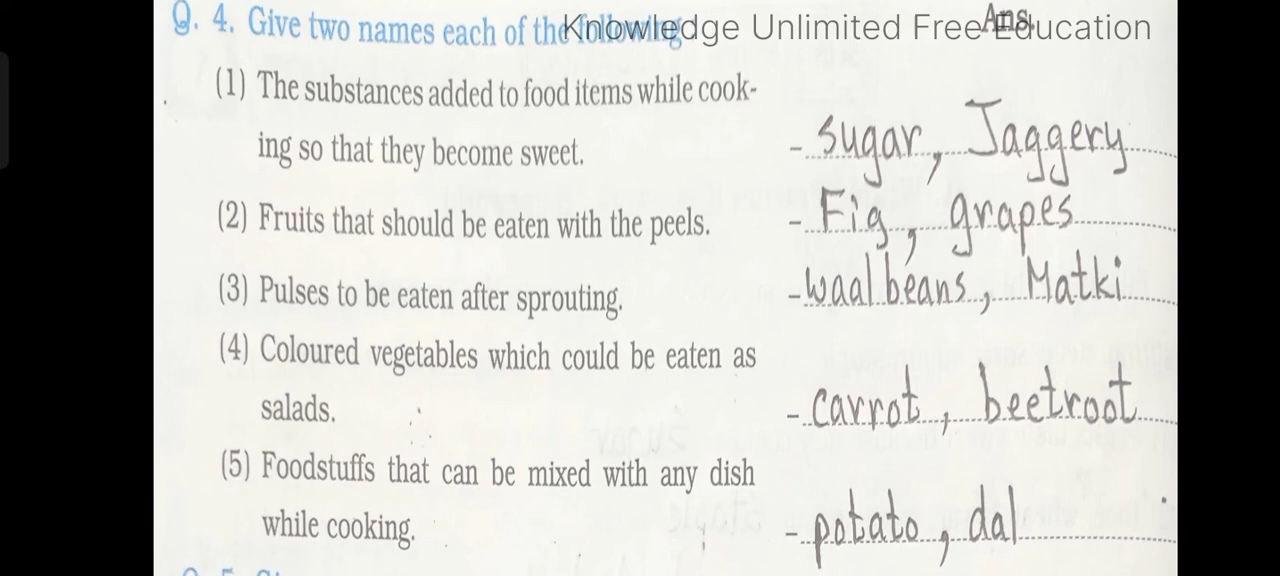 Q. 4. Give two names each of the following
Knowledge Unlimited Free Education
Ans.
(1) The substances added to food items while cook-
ing so that they become sweet. - sugar, Jaggery
(2) Fruits that should be eaten with the peels. - Fig, grapes
(3) Pulses to be eaten after sprouting. - waal beans, Matki
(4) Coloured vegetables which could be eaten as
salads. - carrot, beetroot
(5) Foodstuffs that can be mixed with any dish
while cooking. - potato, dal